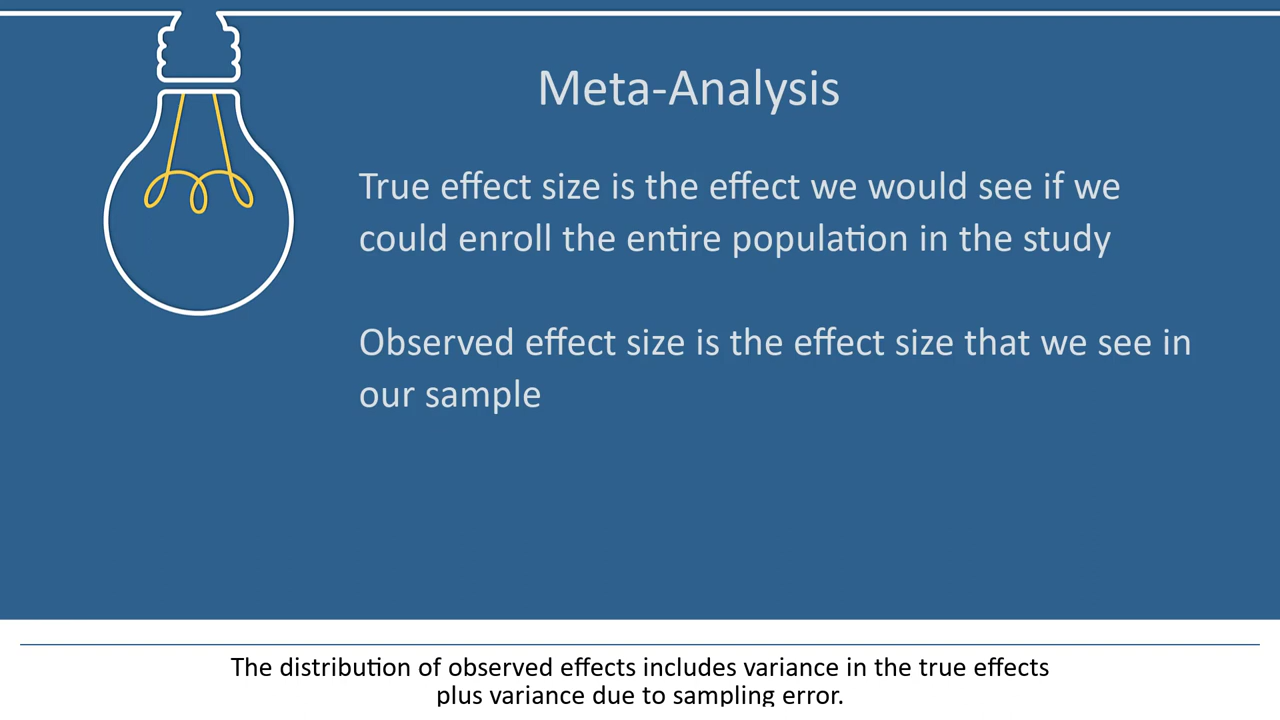 Meta-Analysis
True effect size is the effect we would see if we
could enroll the entire population in the study
Observed effect size is the effect size that we see in
our sample
The distribution of observed effects includes variance in the true effects
plus variance due to sampling error.